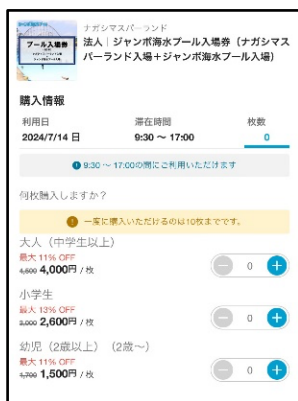 プール入場券
ナガシマスパーランド
法人｜ジャンボ海水プール入場券（ナガシマス
パーランド入場＋ジャンボ海水プール入場）
購入情報
利用日 滞在時間 枚数
2024/7/14 日 9:30 ～ 17:00 0
9:30 ～ 17:00の間にご利用いただけます
何枚購入しますか？
一度に購入いただけるのは10枚までです。
大人（中学生以上）
最大 11% OFF
4,500 4,000円 / 枚 0
小学生
最大 13% OFF
3,000 2,600円 / 枚 0
幼児（2歳以上）（2歳～）
最大 11% OFF
1,700 1,500円 / 枚 0